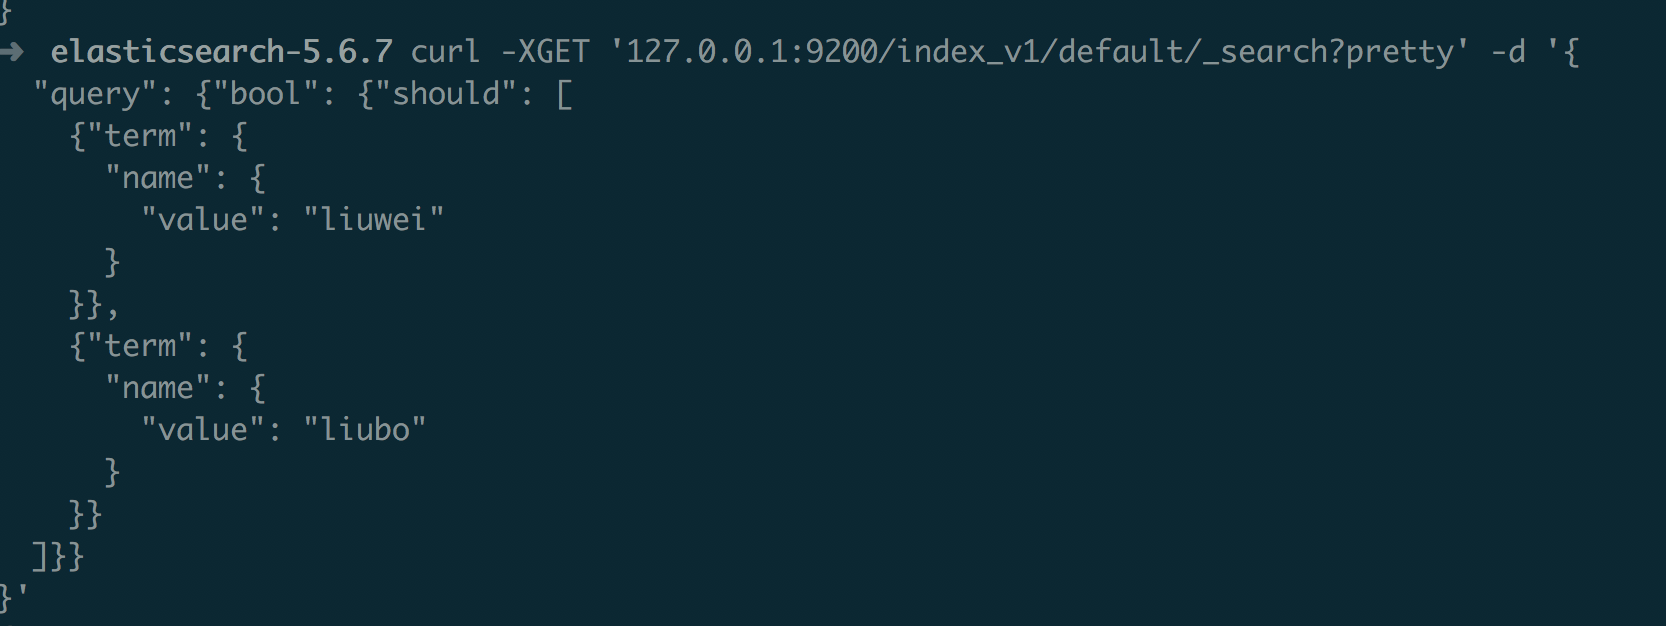 }
➜  elasticsearch-5.6.7 curl -XGET '127.0.0.1:9200/index_v1/default/_search?pretty' -d '{
  "query": {"bool": {"should": [
    {"term": {
      "name": {
        "value": "liuwei"
      }
    }},
    {"term": {
      "name": {
        "value": "liubo"
      }
    }}
  ]}}
}'